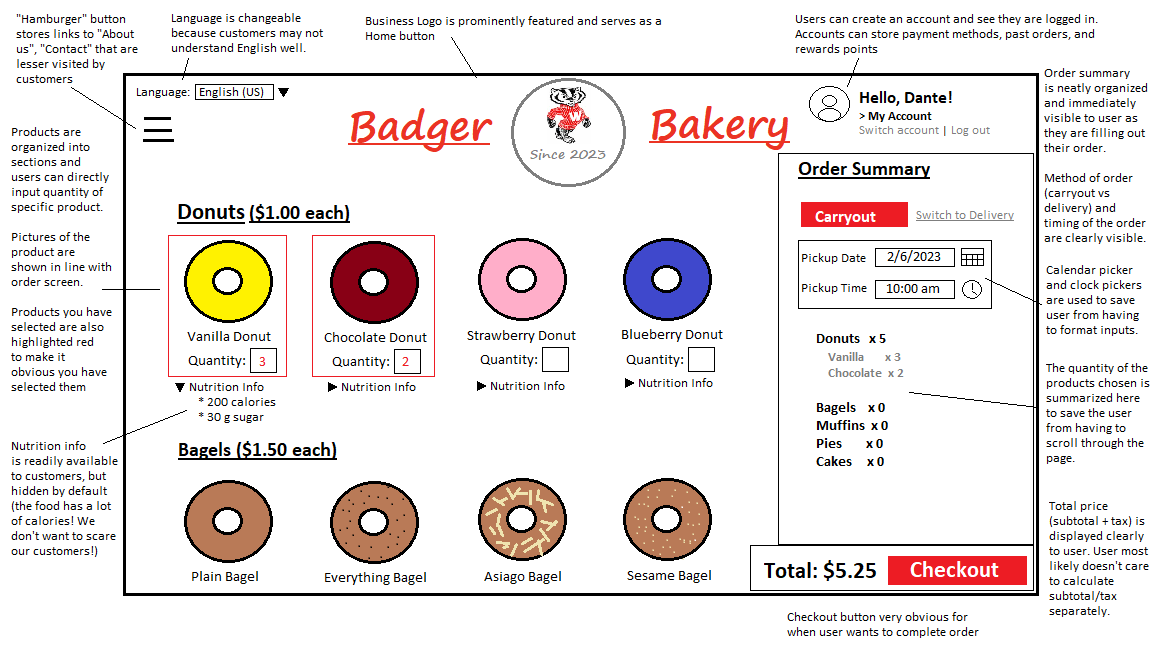 "Hamburger" button
stores links to "About
us", "Contact" that are
lesser visited by
customers
Language is changeable
because customers may not
understand English well.
Business Logo is prominently featured and serves as a
Home button
Users can create an account and see they are logged in.
Accounts can store payment methods, past orders, and
rewards points
Language: English (US)
Badger
W
Since 2023
Bakery
Hello, Dante!
> My Account
Switch account | Log out
Order summary
is neatly organized
and immediately
visible to user as
they are filling out
their order.
Products are
organized into
sections and
users can directly
input quantity of
specific product.
Order Summary
Carryout
Switch to Delivery
Method of order
(carryout vs
delivery) and
timing of the order
are clearly visible.
Donuts ($1.00 each)
Pictures of the
product are
shown in line with
order screen.
Pickup Date 2/6/2023
Pickup Time 10:00 am
Calendar picker
and clock pickers
are used to save
user from having
to format inputs.
Products you have
selected are also
highlighted red
to make it
obvious you have
selected them
Vanilla Donut
Quantity: 3
Nutrition Info
* 200 calories
* 30 g sugar
Chocolate Donut
Quantity: 2
Nutrition Info
Strawberry Donut
Quantity:
Nutrition Info
Blueberry Donut
Quantity:
Nutrition Info
Donuts x 5
Vanilla x 3
Chocolate x 2
Bagels x 0
Muffins x 0
Pies x 0
Cakes x 0
The quantity of the
products chosen is
summarized here
to save the user
from having to
scroll through the
page.
Nutrition info
is readily available
to customers, but
hidden by default
(the food has a lot
of calories! We
don't want to scare
our customers!)
Bagels ($1.50 each)
Plain Bagel
Everything Bagel
Asiago Bagel
Sesame Bagel
Total: $5.25
Checkout
Total price
(subtotal + tax) is
displayed clearly
to user. User most
likely doesn't care
to calculate
subtotal/tax
separately.
Checkout button very obvious for
when user wants to complete order